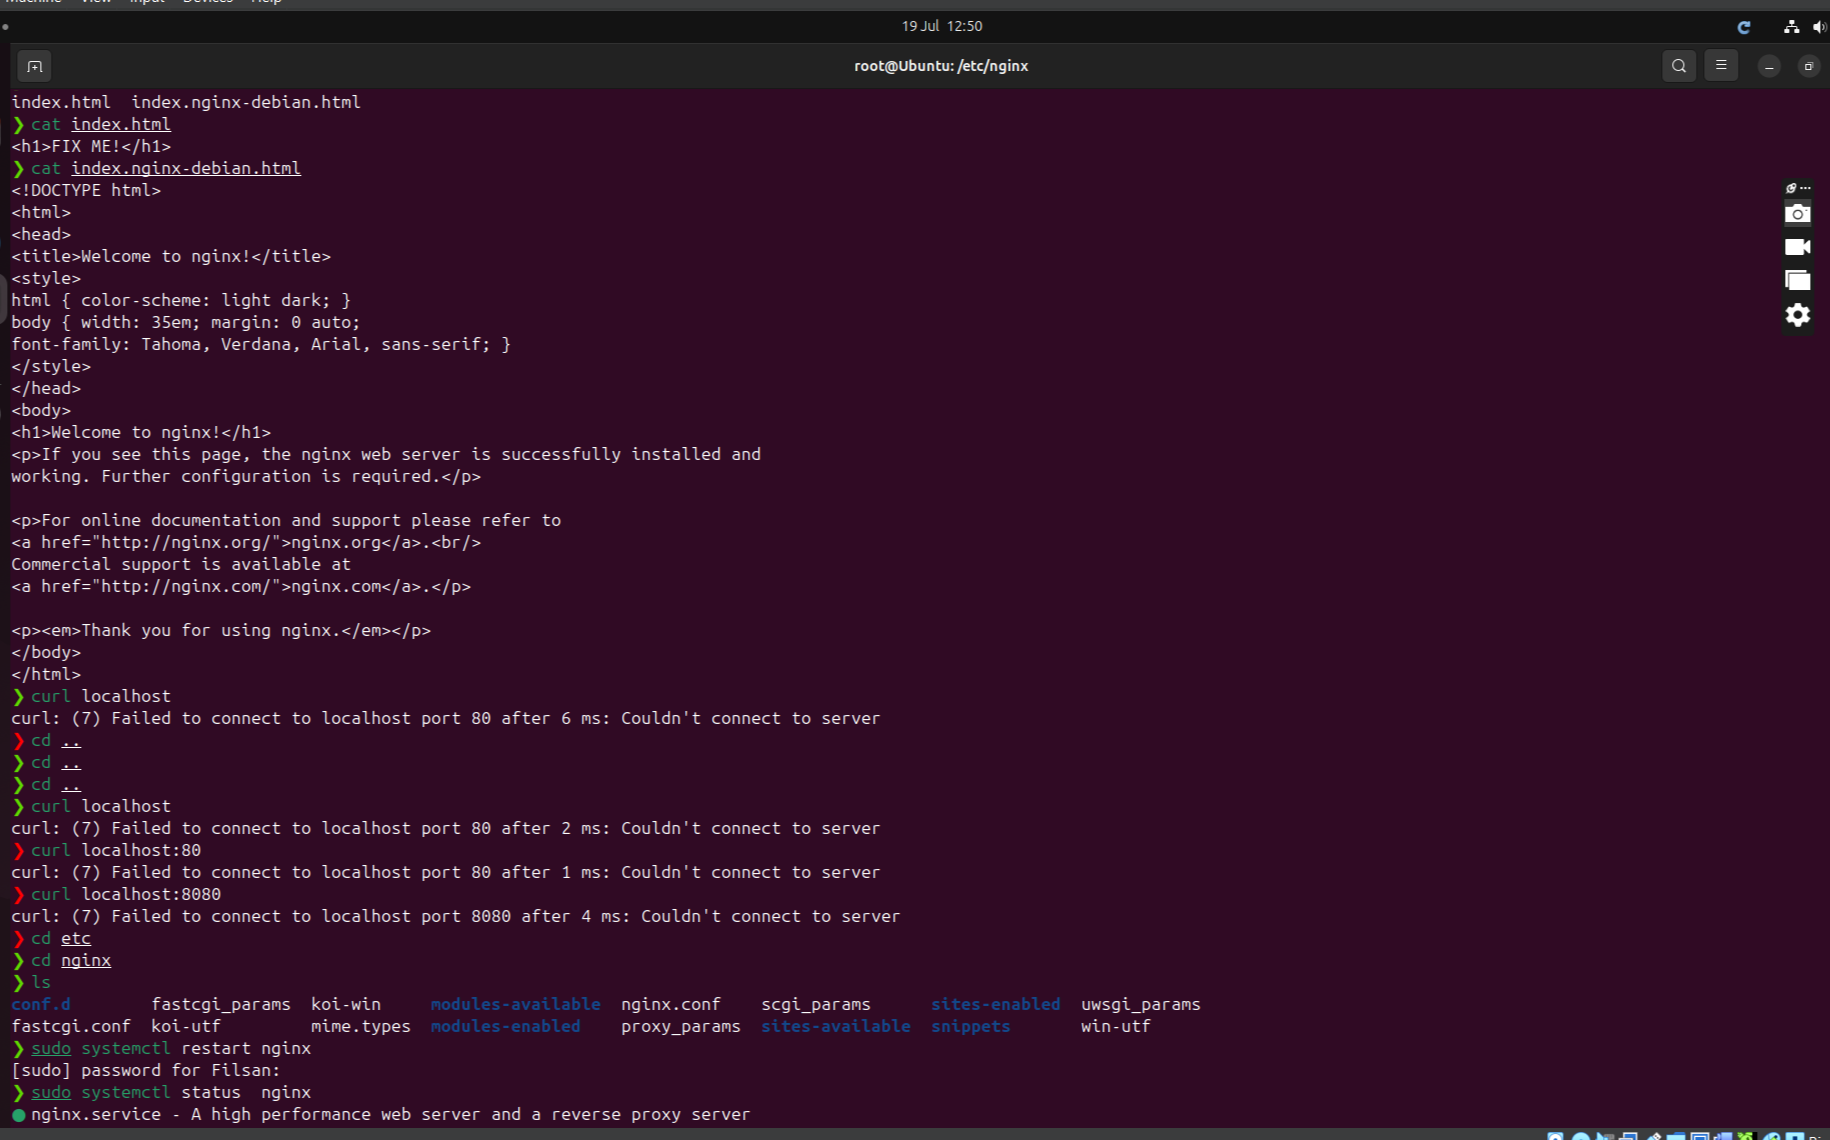 Machine View Input Devices Help
19 Jul 12:50
root@Ubuntu: /etc/nginx
index.html  index.nginx-debian.html
❯ cat index.html
<h1>FIX ME!</h1>
❯ cat index.nginx-debian.html
<!DOCTYPE html>
<html>
<head>
<title>Welcome to nginx!</title>
<style>
html { color-scheme: light dark; }
body { width: 35em; margin: 0 auto;
font-family: Tahoma, Verdana, Arial, sans-serif; }
</style>
</head>
<body>
<h1>Welcome to nginx!</h1>
<p>If you see this page, the nginx web server is successfully installed and
working. Further configuration is required.</p>

<p>For online documentation and support please refer to
<a href="http://nginx.org/">nginx.org</a>.<br/>
Commercial support is available at
<a href="http://nginx.com/">nginx.com</a>.</p>

<p><em>Thank you for using nginx.</em></p>
</body>
</html>
❯ curl localhost
curl: (7) Failed to connect to localhost port 80 after 6 ms: Couldn't connect to server
❯ cd ..
❯ cd ..
❯ cd ..
❯ curl localhost
curl: (7) Failed to connect to localhost port 80 after 2 ms: Couldn't connect to server
❯ curl localhost:80
curl: (7) Failed to connect to localhost port 80 after 1 ms: Couldn't connect to server
❯ curl localhost:8080
curl: (7) Failed to connect to localhost port 8080 after 4 ms: Couldn't connect to server
❯ cd etc
❯ cd nginx
❯ ls
conf.d        fastcgi_params  koi-win     modules-available  nginx.conf    scgi_params      sites-enabled  uwsgi_params
fastcgi.conf  koi-utf         mime.types  modules-enabled    proxy_params  sites-available  snippets       win-utf
❯ sudo systemctl restart nginx
[sudo] password for Filsan:
❯ sudo systemctl status  nginx
● nginx.service - A high performance web server and a reverse proxy server